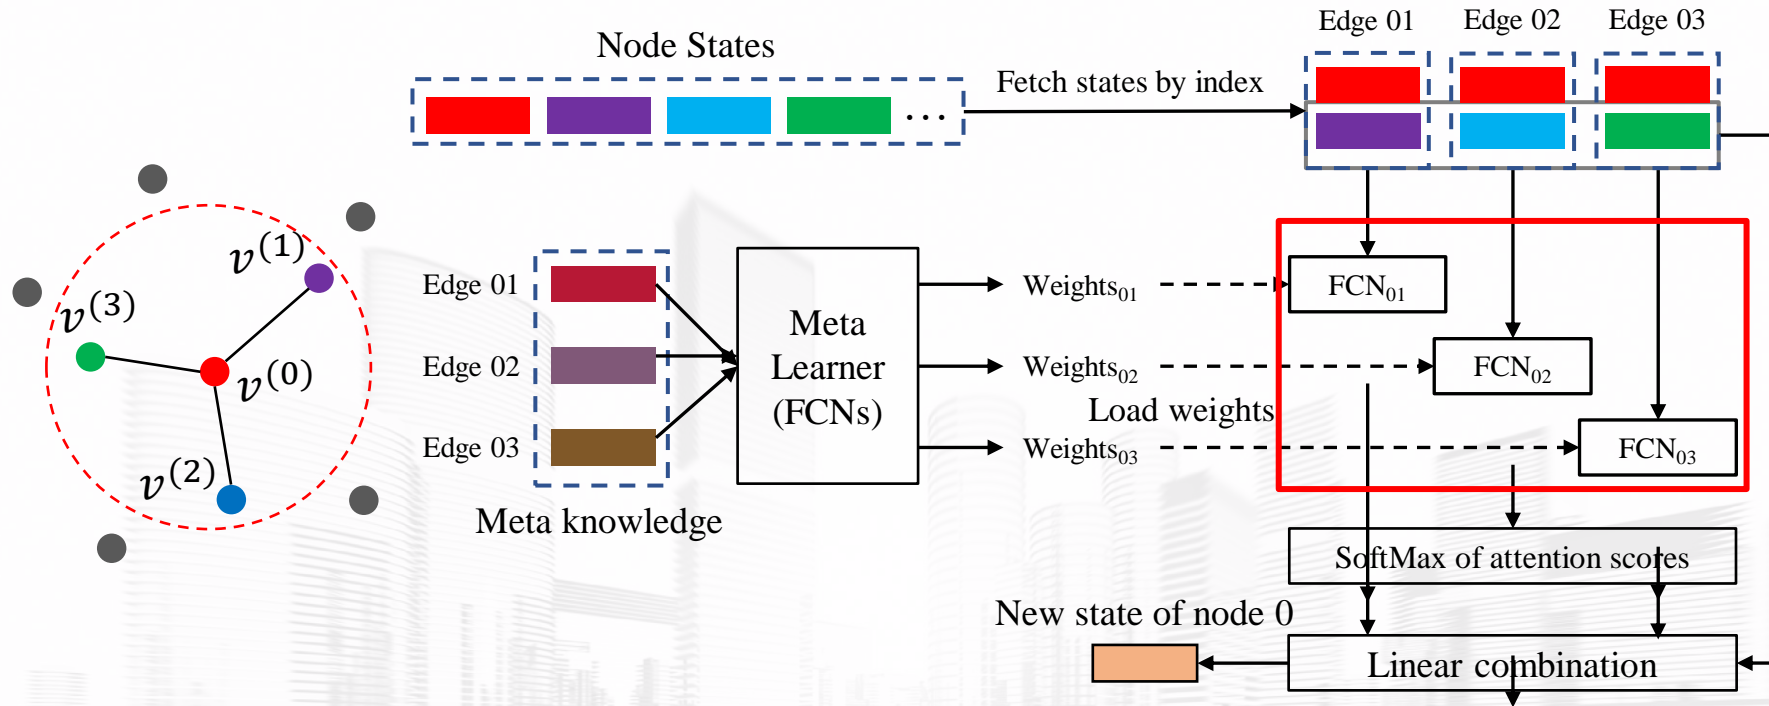 Node States
...
Fetch states by index
Edge 01
Edge 02
Edge 03
v(1)
v(3)
v(0)
v(2)
Edge 01
Edge 02
Edge 03
Meta knowledge
Meta
Learner
(FCNs)
Weights01
Weights02
Load weights
Weights03
FCN01
FCN02
FCN03
SoftMax of attention scores
New state of node 0
Linear combination